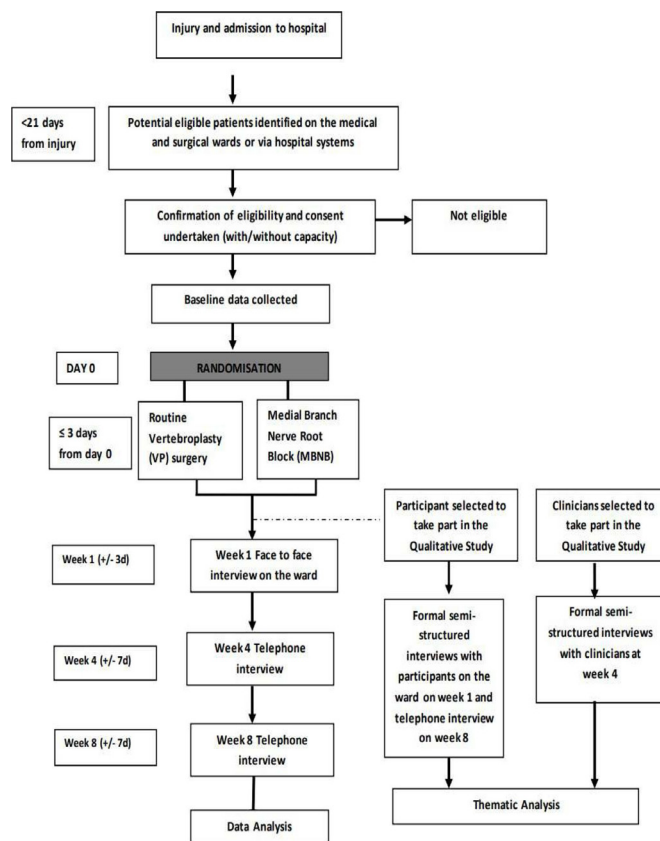 Injury and admission to hospital
<21 days
from injury
Potential eligible patients identified on the medical
and surgical wards or via hospital systems
Confirmation of eligibility and consent
undertaken (with/without capacity)
Not eligible
Baseline data collected
DAY 0
RANDOMISATION
≤ 3 days
from day 0
Routine
Vertebroplasty
(VP) surgery
Medial Branch
Nerve Root
Block (MBNB)
Participant selected to
take part in the
Qualitative Study
Clinicians selected to
take part in the
Qualitative Study
Week 1 (+/- 3d)
Week 1 Face to face
interview on the ward
Formal semi-
structured
interviews with
participants on the
ward on week 1 and
telephone interview
on week 8
Formal semi-
structured interviews
with clinicians at
week 4
Week 4 (+/- 7d)
Week 4 Telephone
interview
Week 8 (+/- 7d)
Week 8 Telephone
interview
Thematic Analysis
Data Analysis